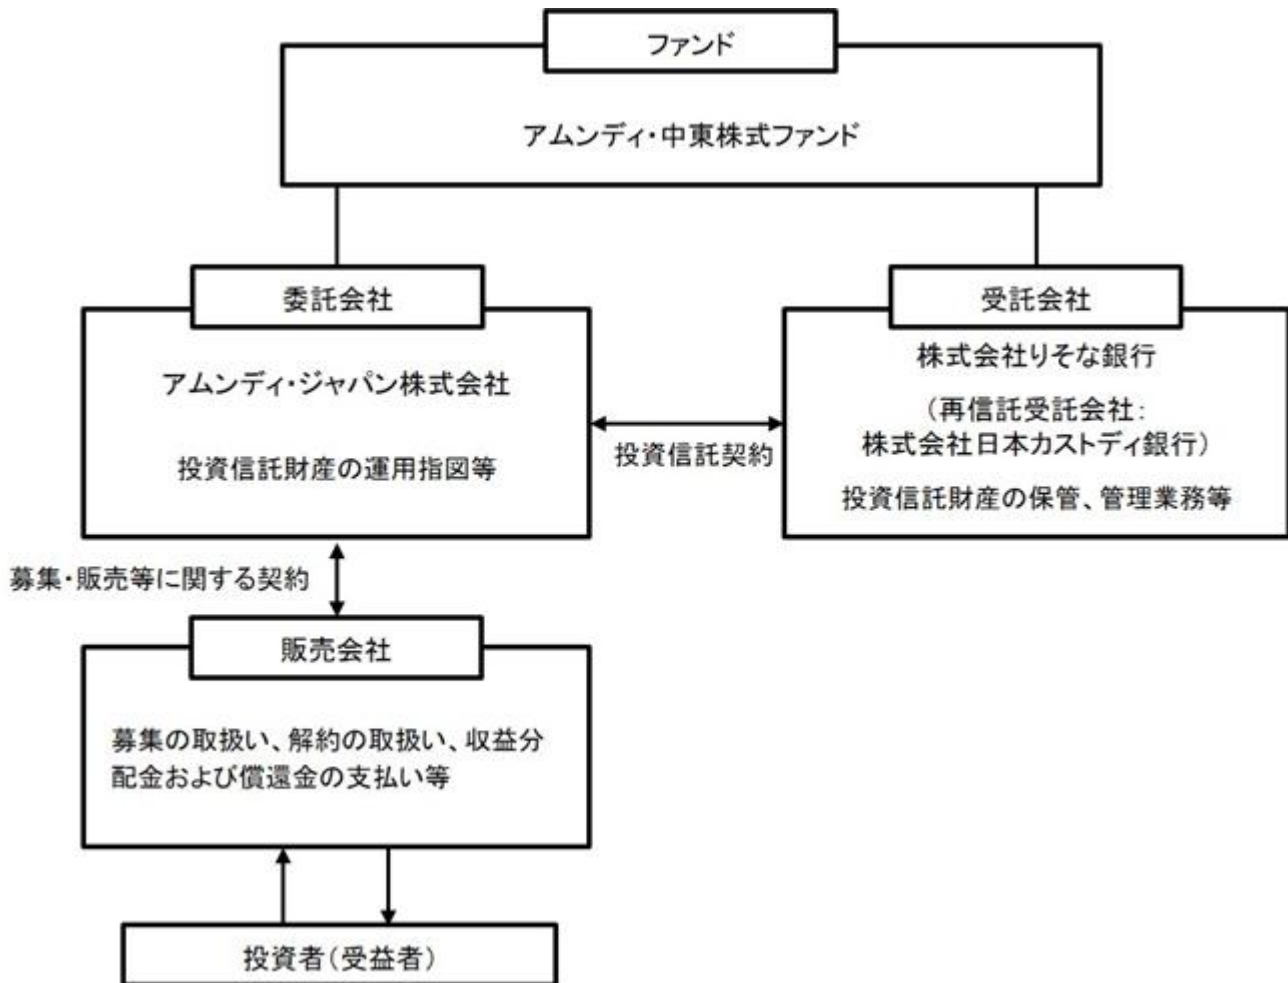 ファンド
アムンディ・中東株式ファンド
委託会社
アムンディ・ジャパン株式会社
投資信託財産の運用指図等
投資信託契約
受託会社
株式会社りそな銀行
（再信託受託会社：
株式会社日本カストディ銀行）
投資信託財産の保管、管理業務等
募集・販売等に関する契約
販売会社
募集の取扱い、解約の取扱い、収益分
配金および償還金の支払い等
投資者（受益者）